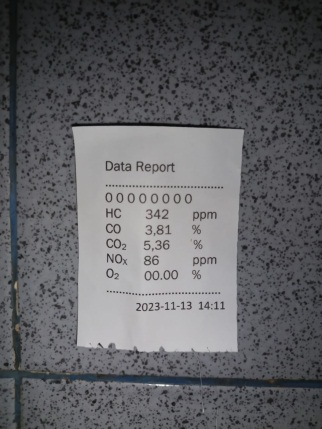 Data Report
00000000
HC 342 ppm
CO 3,81 %
CO₂ 5,36 %
NOₓ 86 ppm
O₂ 00.00 %
2023-11-13 14:11